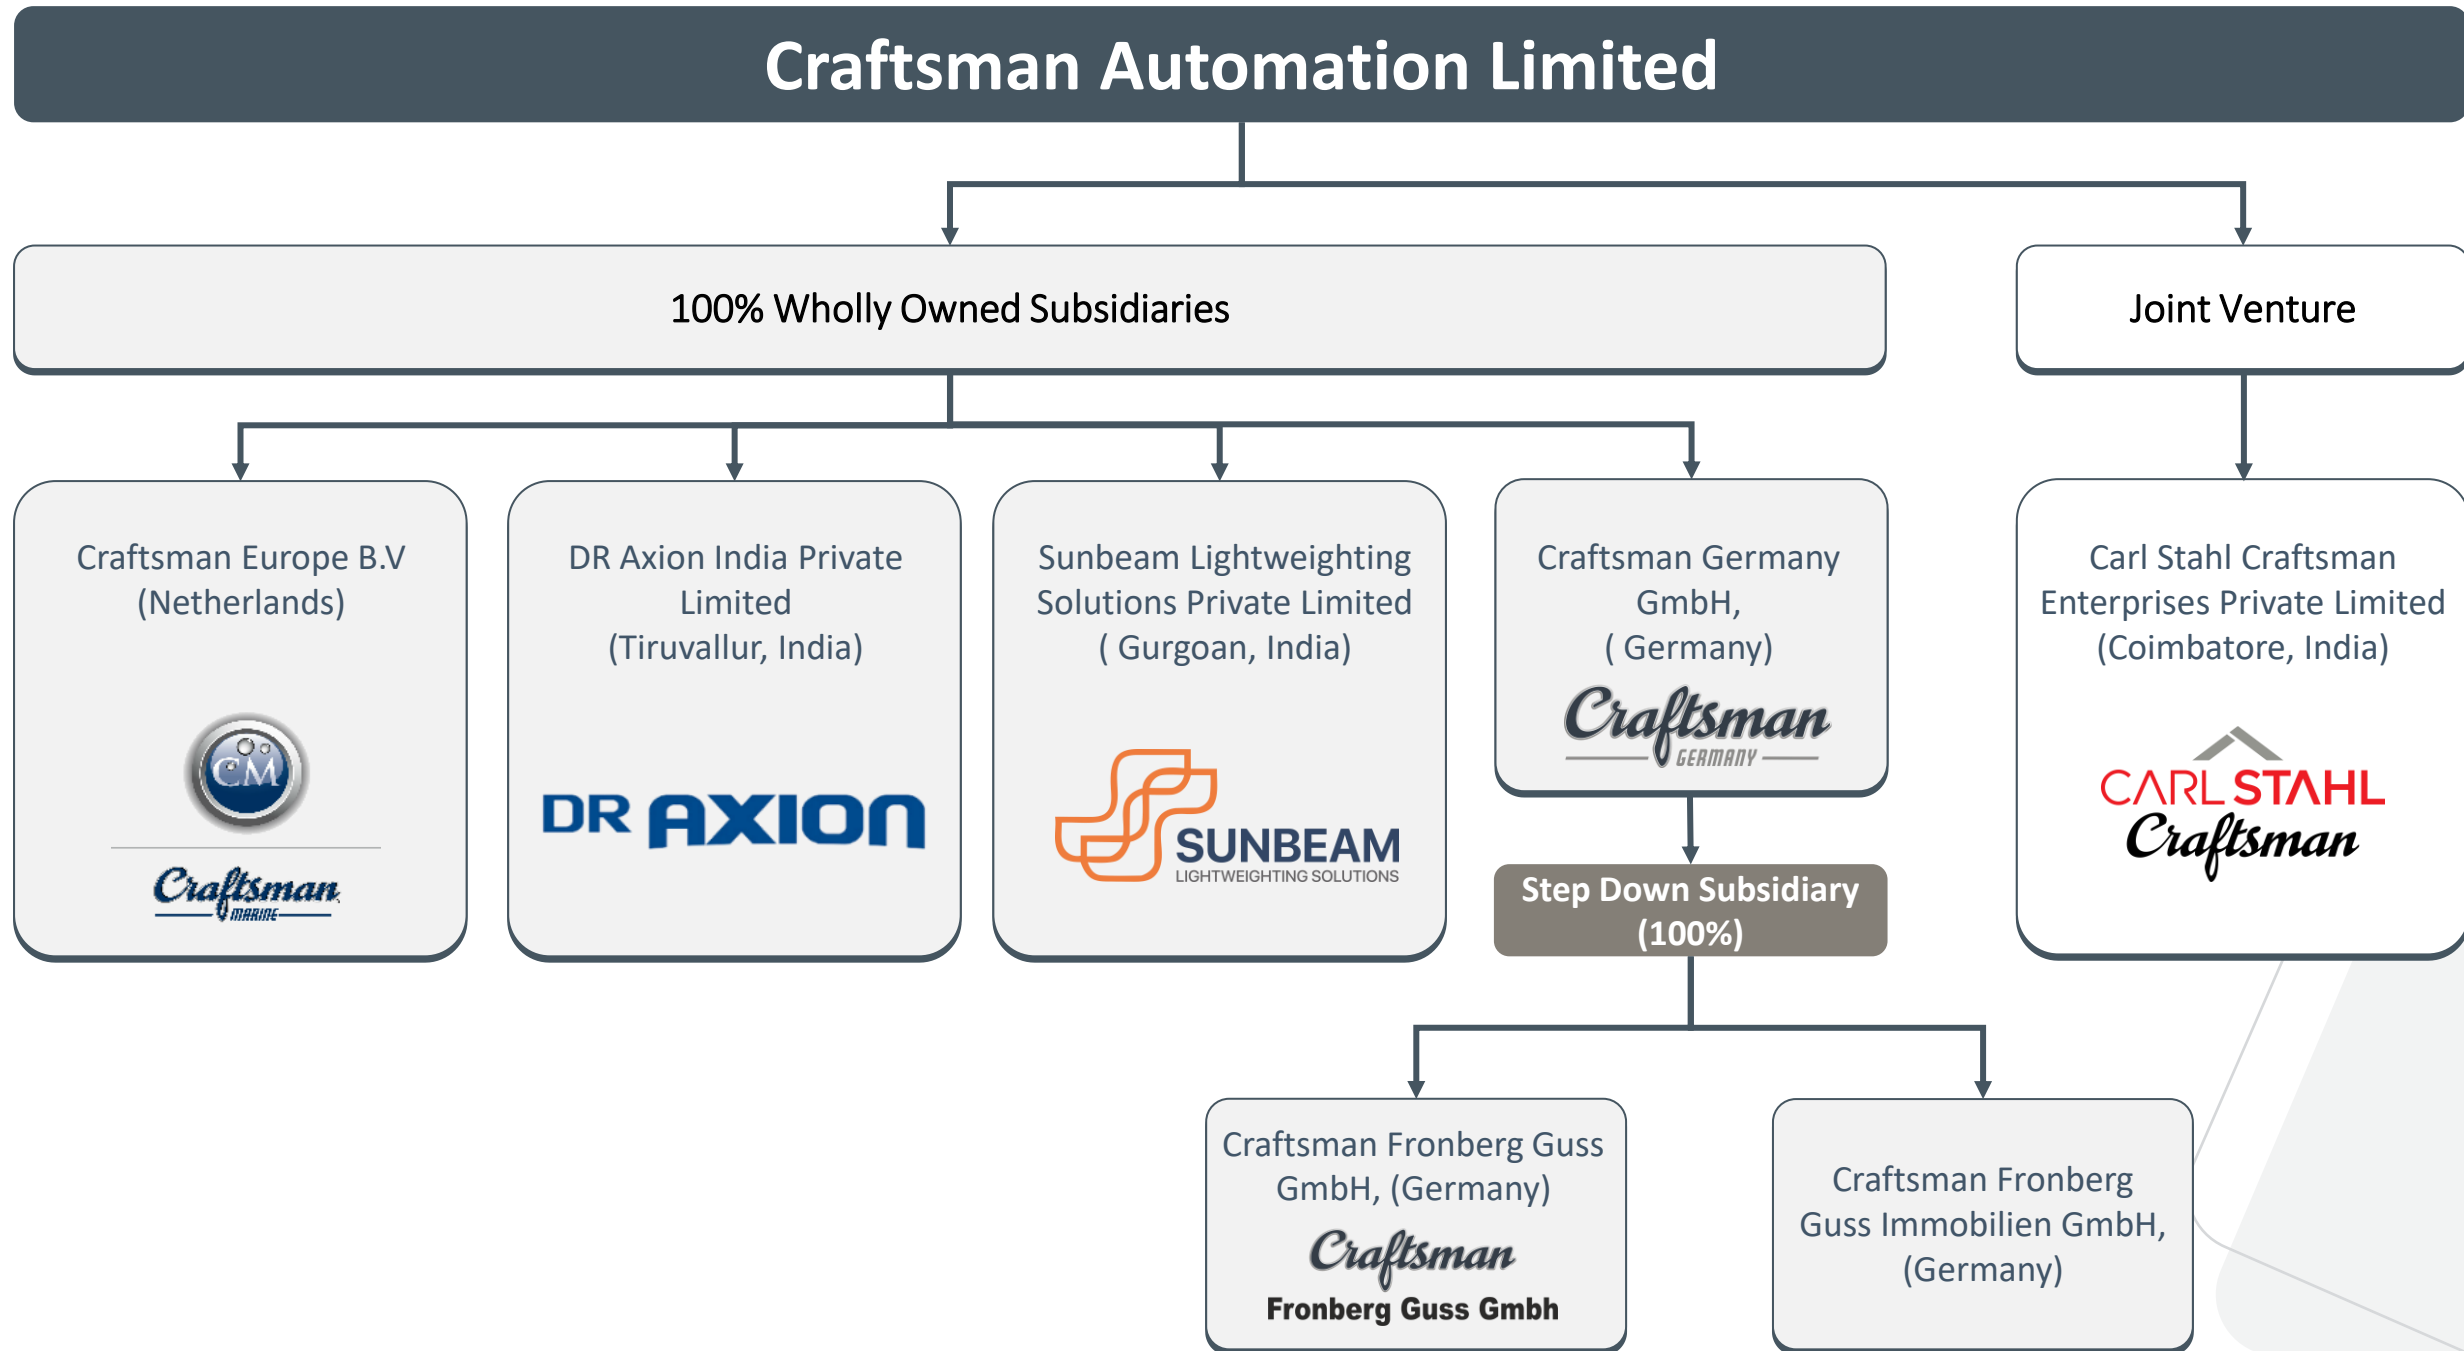 Craftsman Automation Limited
100% Wholly Owned Subsidiaries
Joint Venture
Craftsman Europe B.V
(Netherlands)
CM
Craftsman
MARINE
DR Axion India Private
Limited
(Tiruvallur, India)
DR AXION
Sunbeam Lightweighting
Solutions Private Limited
( Gurgoan, India)
SUNBEAM
LIGHTWEIGHTING SOLUTIONS
Craftsman Germany
GmbH,
( Germany)
Craftsman
GERMANY
Carl Stahl Craftsman
Enterprises Private Limited
(Coimbatore, India)
CARL STAHL
Craftsman
Step Down Subsidiary
(100%)
Craftsman Fronberg Guss
GmbH, (Germany)
Craftsman
Fronberg Guss Gmbh
Craftsman Fronberg
Guss Immobilien GmbH,
(Germany)